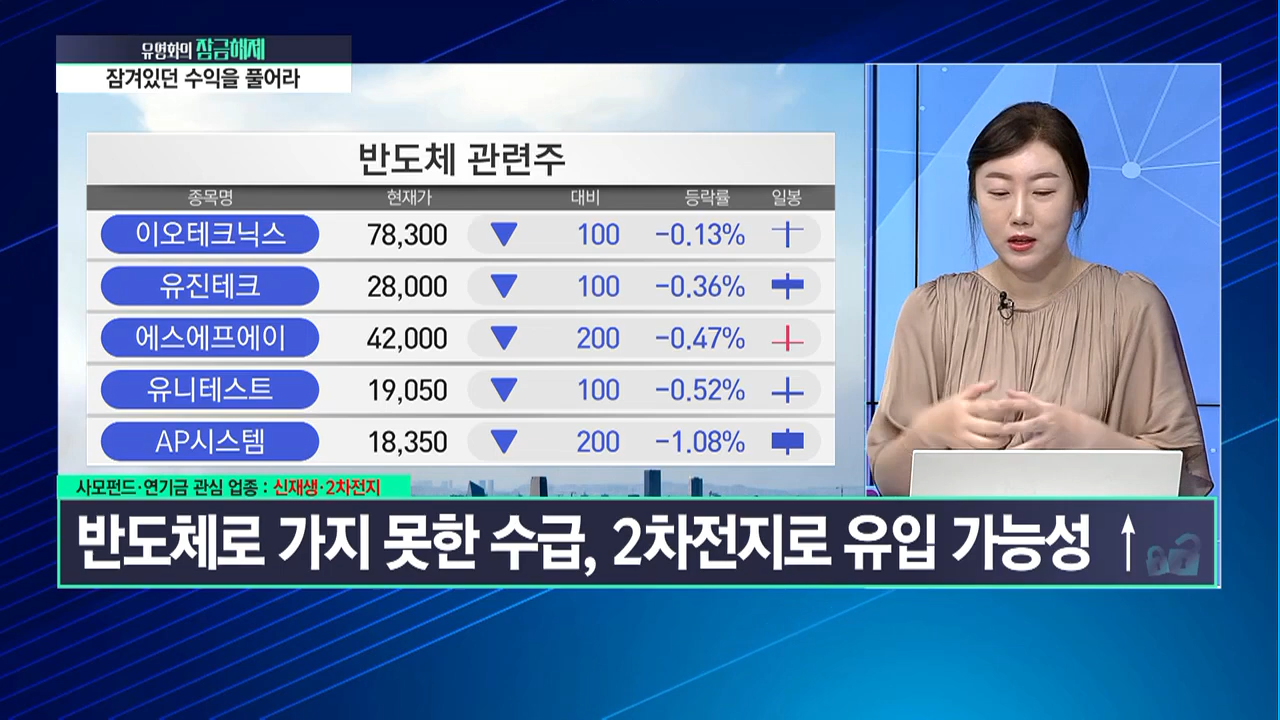 유명화의 잠금해제
잠겨있던 수익을 풀어라
반도체 관련주
종목명 현재가 대비 등락률 일봉
이오테크닉스 78,300 ▼ 100 -0.13%
유진테크 28,000 ▼ 100 -0.36%
에스에프에이 42,000 ▼ 200 -0.47%
유니테스트 19,050 ▼ 100 -0.52%
AP시스템 18,350 ▼ 200 -1.08%
사모펀드·연기금 관심 업종 : 신재생·2차전지
반도체로 가지 못한 수급, 2차전지로 유입 가능성 ↑